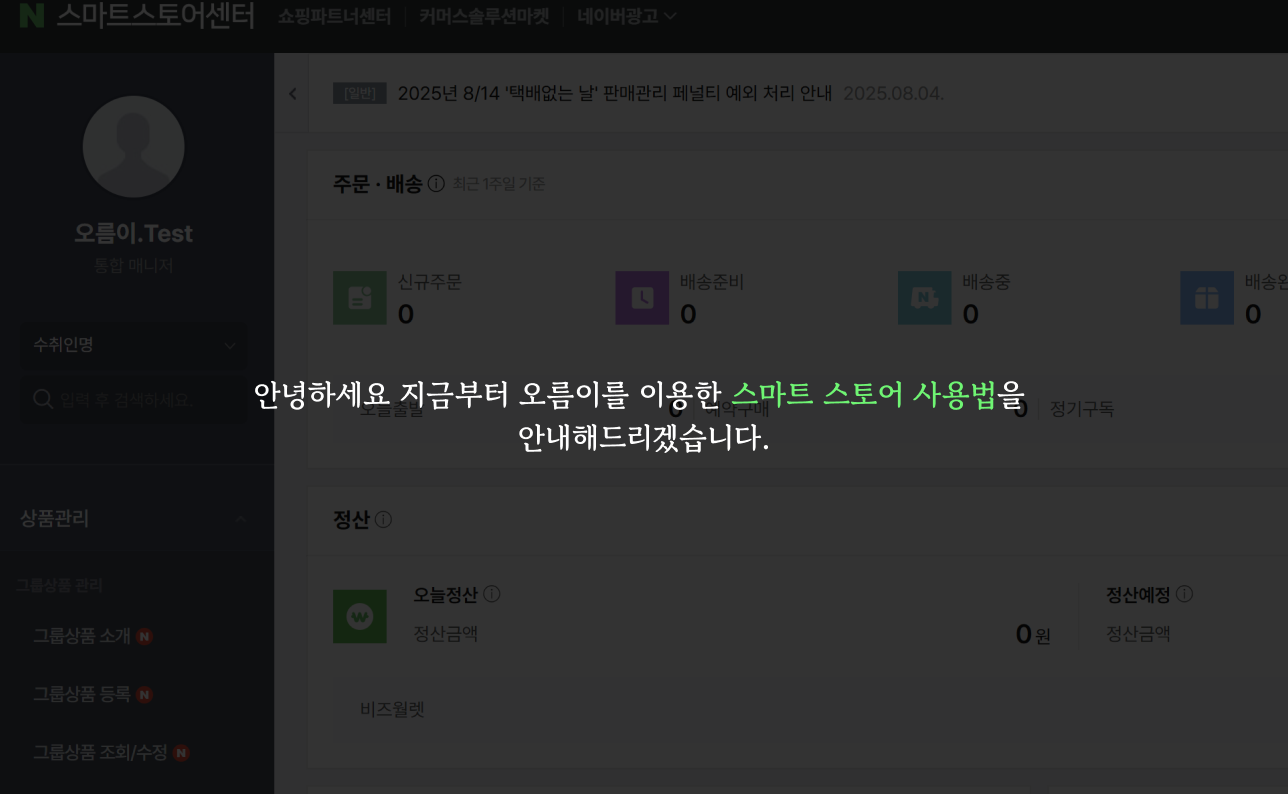 N 스마트스토어센터 쇼핑파트너센터 커머스솔루션마켓 네이버광고
[일반] 2025년 8/14 '택배없는 날' 판매관리 페널티 예외 처리 안내 2025.08.04.
오름이.Test
통합 매니저
수취인명
입력 후 검색하세요.
상품관리
그룹상품 관리
그룹상품 소개 N
그룹상품 등록 N
그룹상품 조회/수정 N
주문 · 배송 최근 1주일 기준
신규주문
0
배송준비
0
배송중
0
배송완
0
안녕하세요 지금부터 오름이를 이용한 스마트 스토어 사용법을
안내해드리겠습니다.
오늘출발 0 예약구매 0 정기구독
정산
오늘정산
정산금액 0원
정산예정
정산금액
비즈월렛